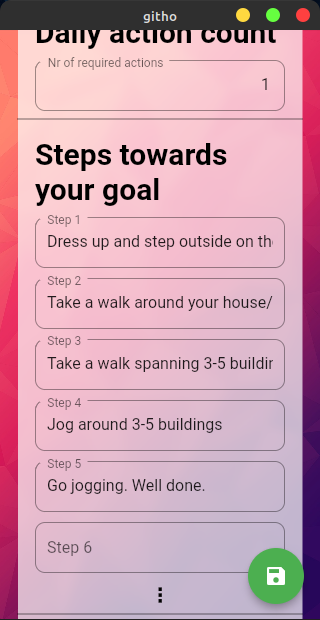 githo
Daily action count
Nr of required actions
1
Steps towards
your goal
Step 1
Dress up and step outside on the
Step 2
Take a walk around your house/
Step 3
Take a walk spanning 3-5 buildin
Step 4
Jog around 3-5 buildings
Step 5
Go jogging. Well done.
Step 6